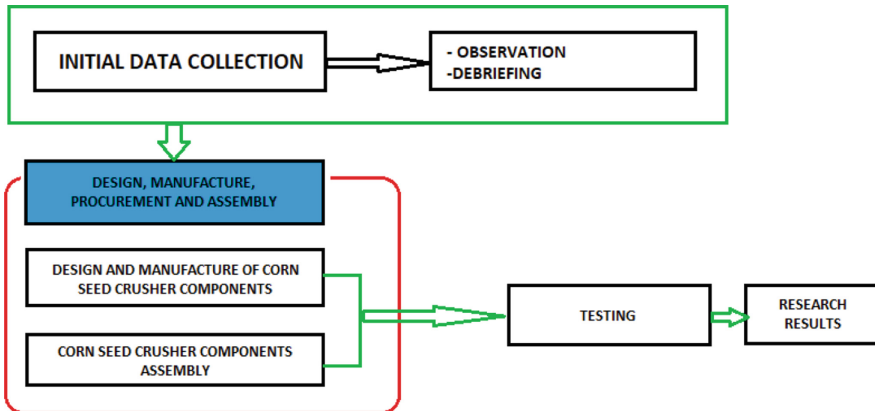 INITIAL DATA COLLECTION
- OBSERVATION
-DEBRIEFING
DESIGN, MANUFACTURE,
PROCUREMENT AND ASSEMBLY
DESIGN AND MANUFACTURE OF CORN
SEED CRUSHER COMPONENTS
CORN SEED CRUSHER COMPONENTS
ASSEMBLY
TESTING
RESEARCH
RESULTS